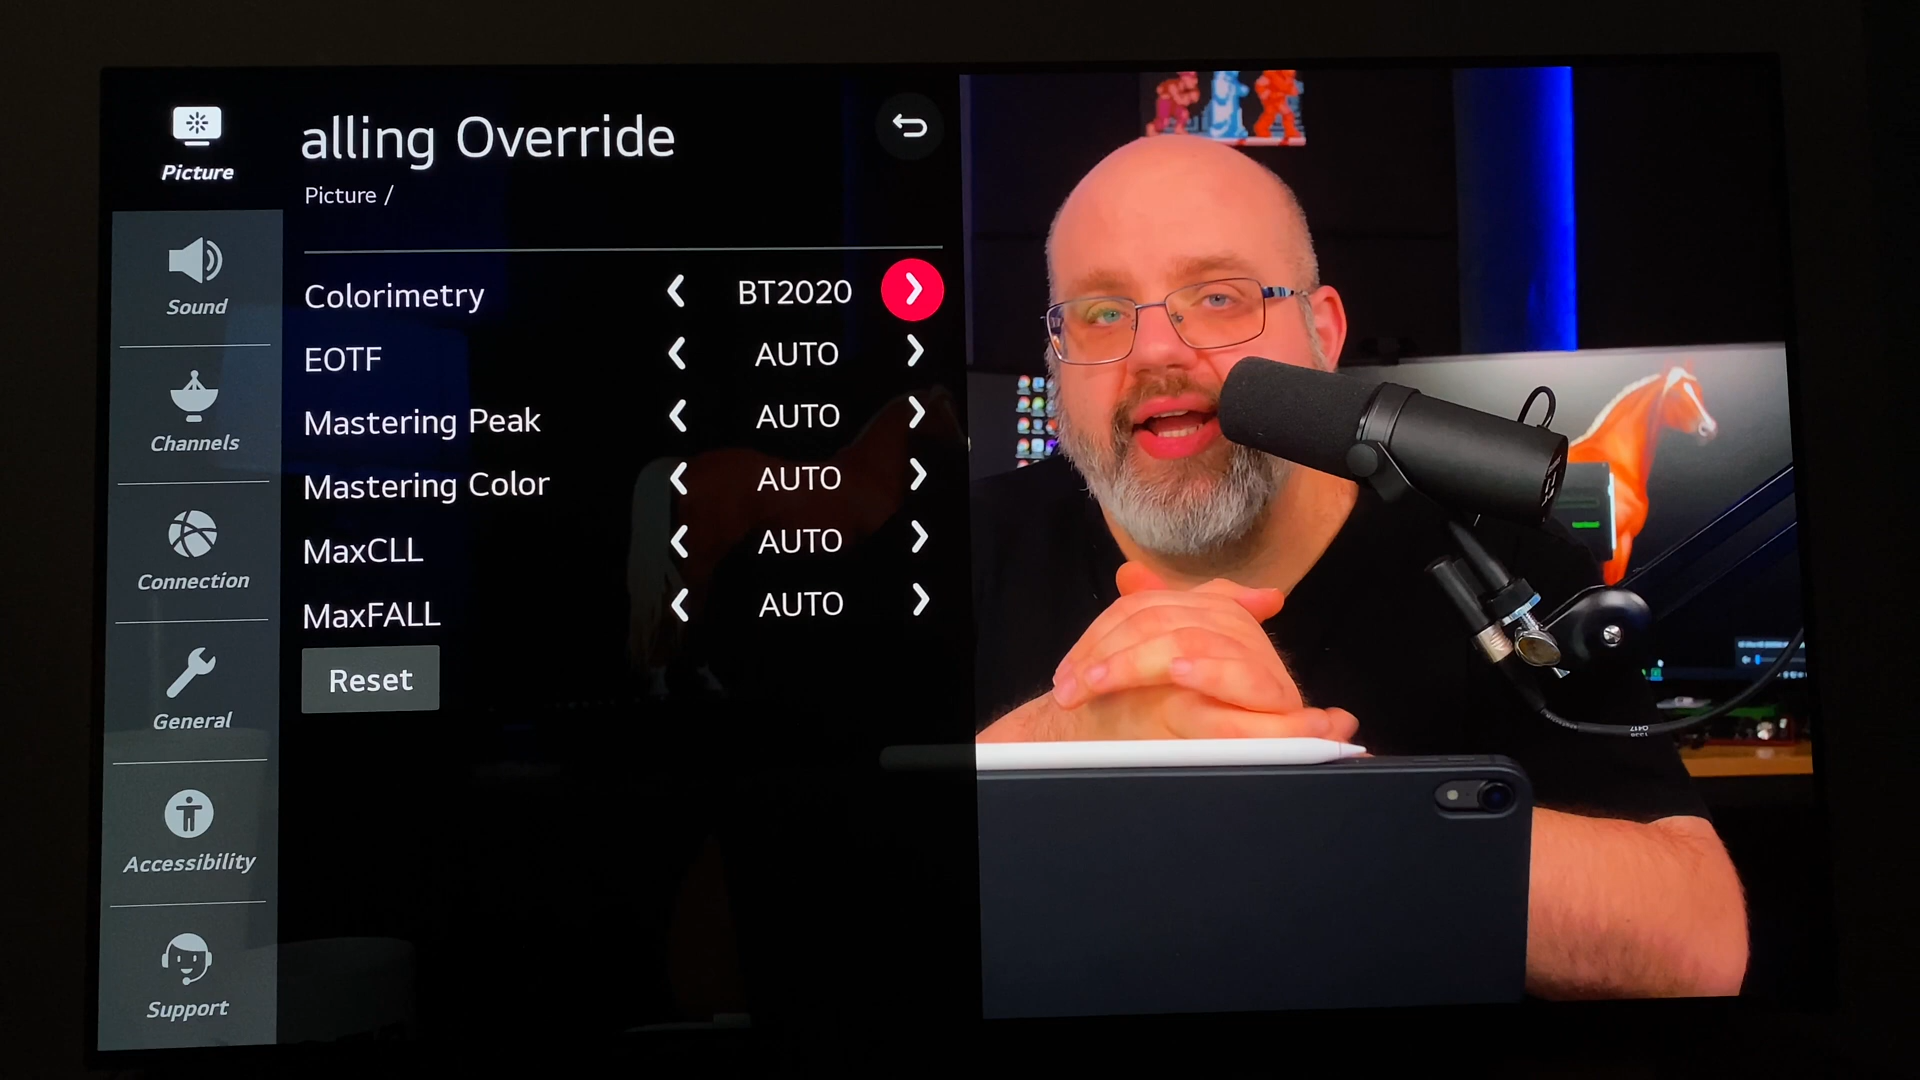 Picture
Sound
Channels
Connection
General
Accessibility
Support
alling Override
Picture /
Colorimetry BT2020
EOTF AUTO
Mastering Peak AUTO
Mastering Color AUTO
MaxCLL AUTO
MaxFALL AUTO
Reset